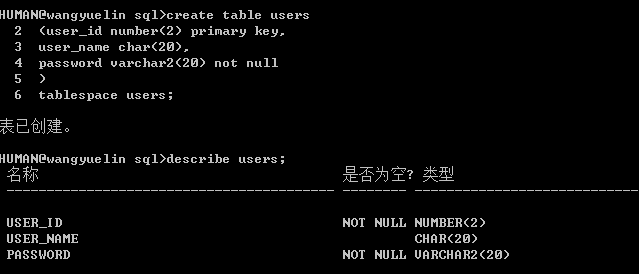 HUMAN@wangyuelin sql>create table users
2 (user_id number(2) primary key,
3 user_name char(20),
4 password varchar2(20) not null
5 )
6 tablespace users;
表已创建。
HUMAN@wangyuelin sql>describe users;
名称 是否为空? 类型
----------------------------------------- -------- ----------------------------
USER_ID NOT NULL NUMBER(2)
USER_NAME CHAR(20)
PASSWORD NOT NULL VARCHAR2(20)